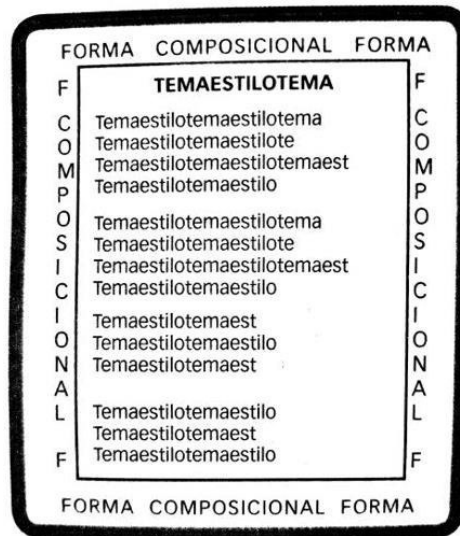 FORMA COMPOSICIONAL FORMA
F COMPOSICIONAL F
TEMAESTILOTEMA
Temaestilotemaestilotema
Temaestilotemaestilote
Temaestilotemaestilotemaest
Temaestilotemaestilo
Temaestilotemaestilotema
Temaestilotemaestilote
Temaestilotemaestilotemaest
Temaestilotemaestilo
Temaestilotemaest
Temaestilotemaestilo
Temaestilotemaest
Temaestilotemaestilo
Temaestilotemaest
Temaestilotemaestilo
F COMPOSICIONAL F
FORMA COMPOSICIONAL FORMA